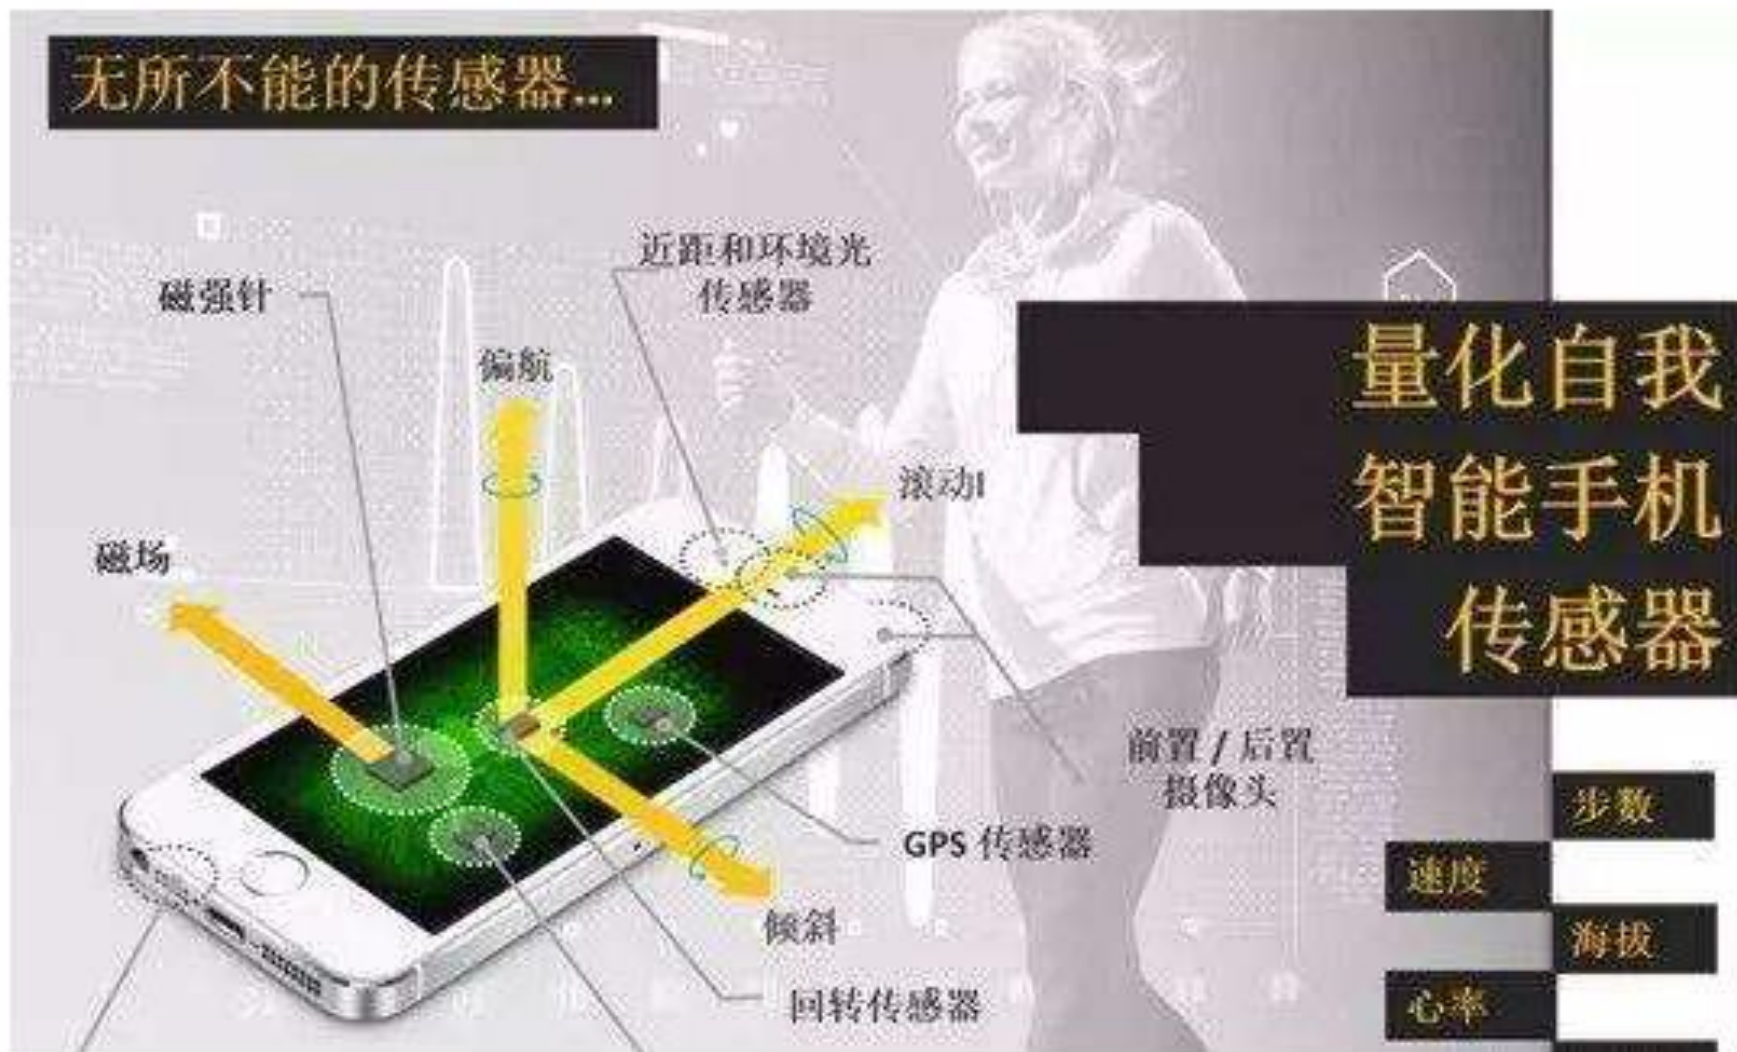 无所不能的传感器...
近距和环境光
传感器
磁强针
偏航
量化自我
智能手机
传感器
滚动I
磁场
前置 / 后置
摄像头
步数
GPS 传感器
速度
倾斜
海拔
回转传感器
心率